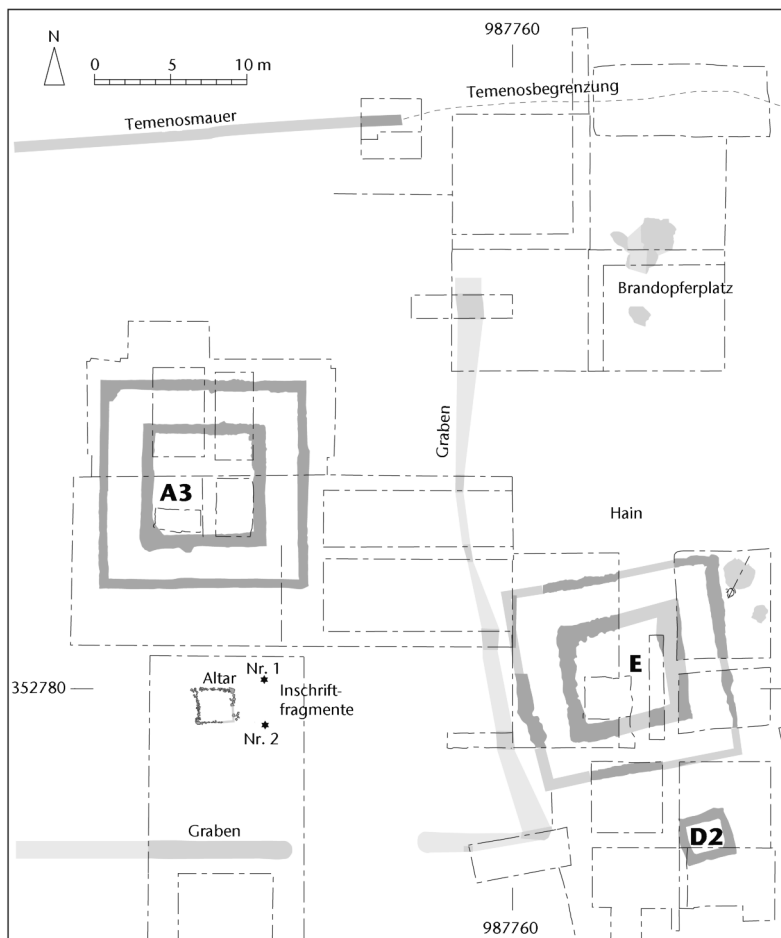 987760
N
0 5 10 m
Temenosbegrenzung
Temenosmauer
Brandopferplatz
Graben
A3
Hain
E
Nr. 1
Altar
Inschrift-
fragmente
352780
Nr. 2
Graben
D2
987760